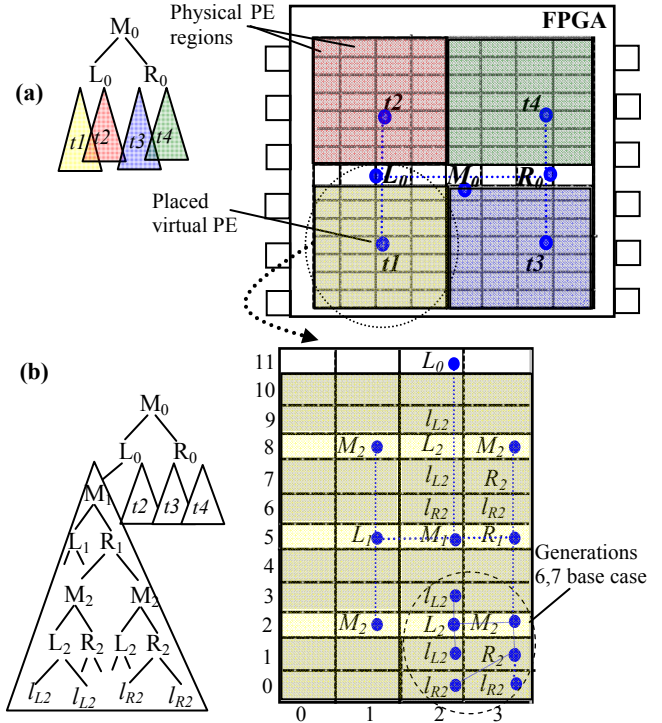 Physical PE
regions
FPGA
M0
L0 R0
(a)
t1 t2 t3 t4
t2 t4
L0 M0 R0
Placed
virtual PE
t1 t3
(b)
M0
L0 R0
t2 t3 t4
M1
L1 R1
M2 M2
L2 R2 L2 R2
lL2 lL2 lR2 lR2
11 L0
10
9 lL2
8 M2 L2 M2
7 lL2 R2
6 lR2 lR2
5 L1 M1 R1
4
3 lL2
2 M2 L2 M2
1 lL2 R2
0 lR2 lR2
0 1 2 3
Generations
6,7 base case